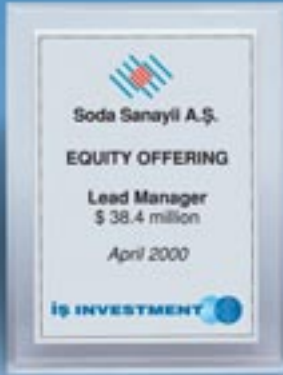 Soda Sanayii A.Ş.
EQUITY OFFERING
Lead Manager
$ 38.4 million
April 2000
İŞ INVESTMENT